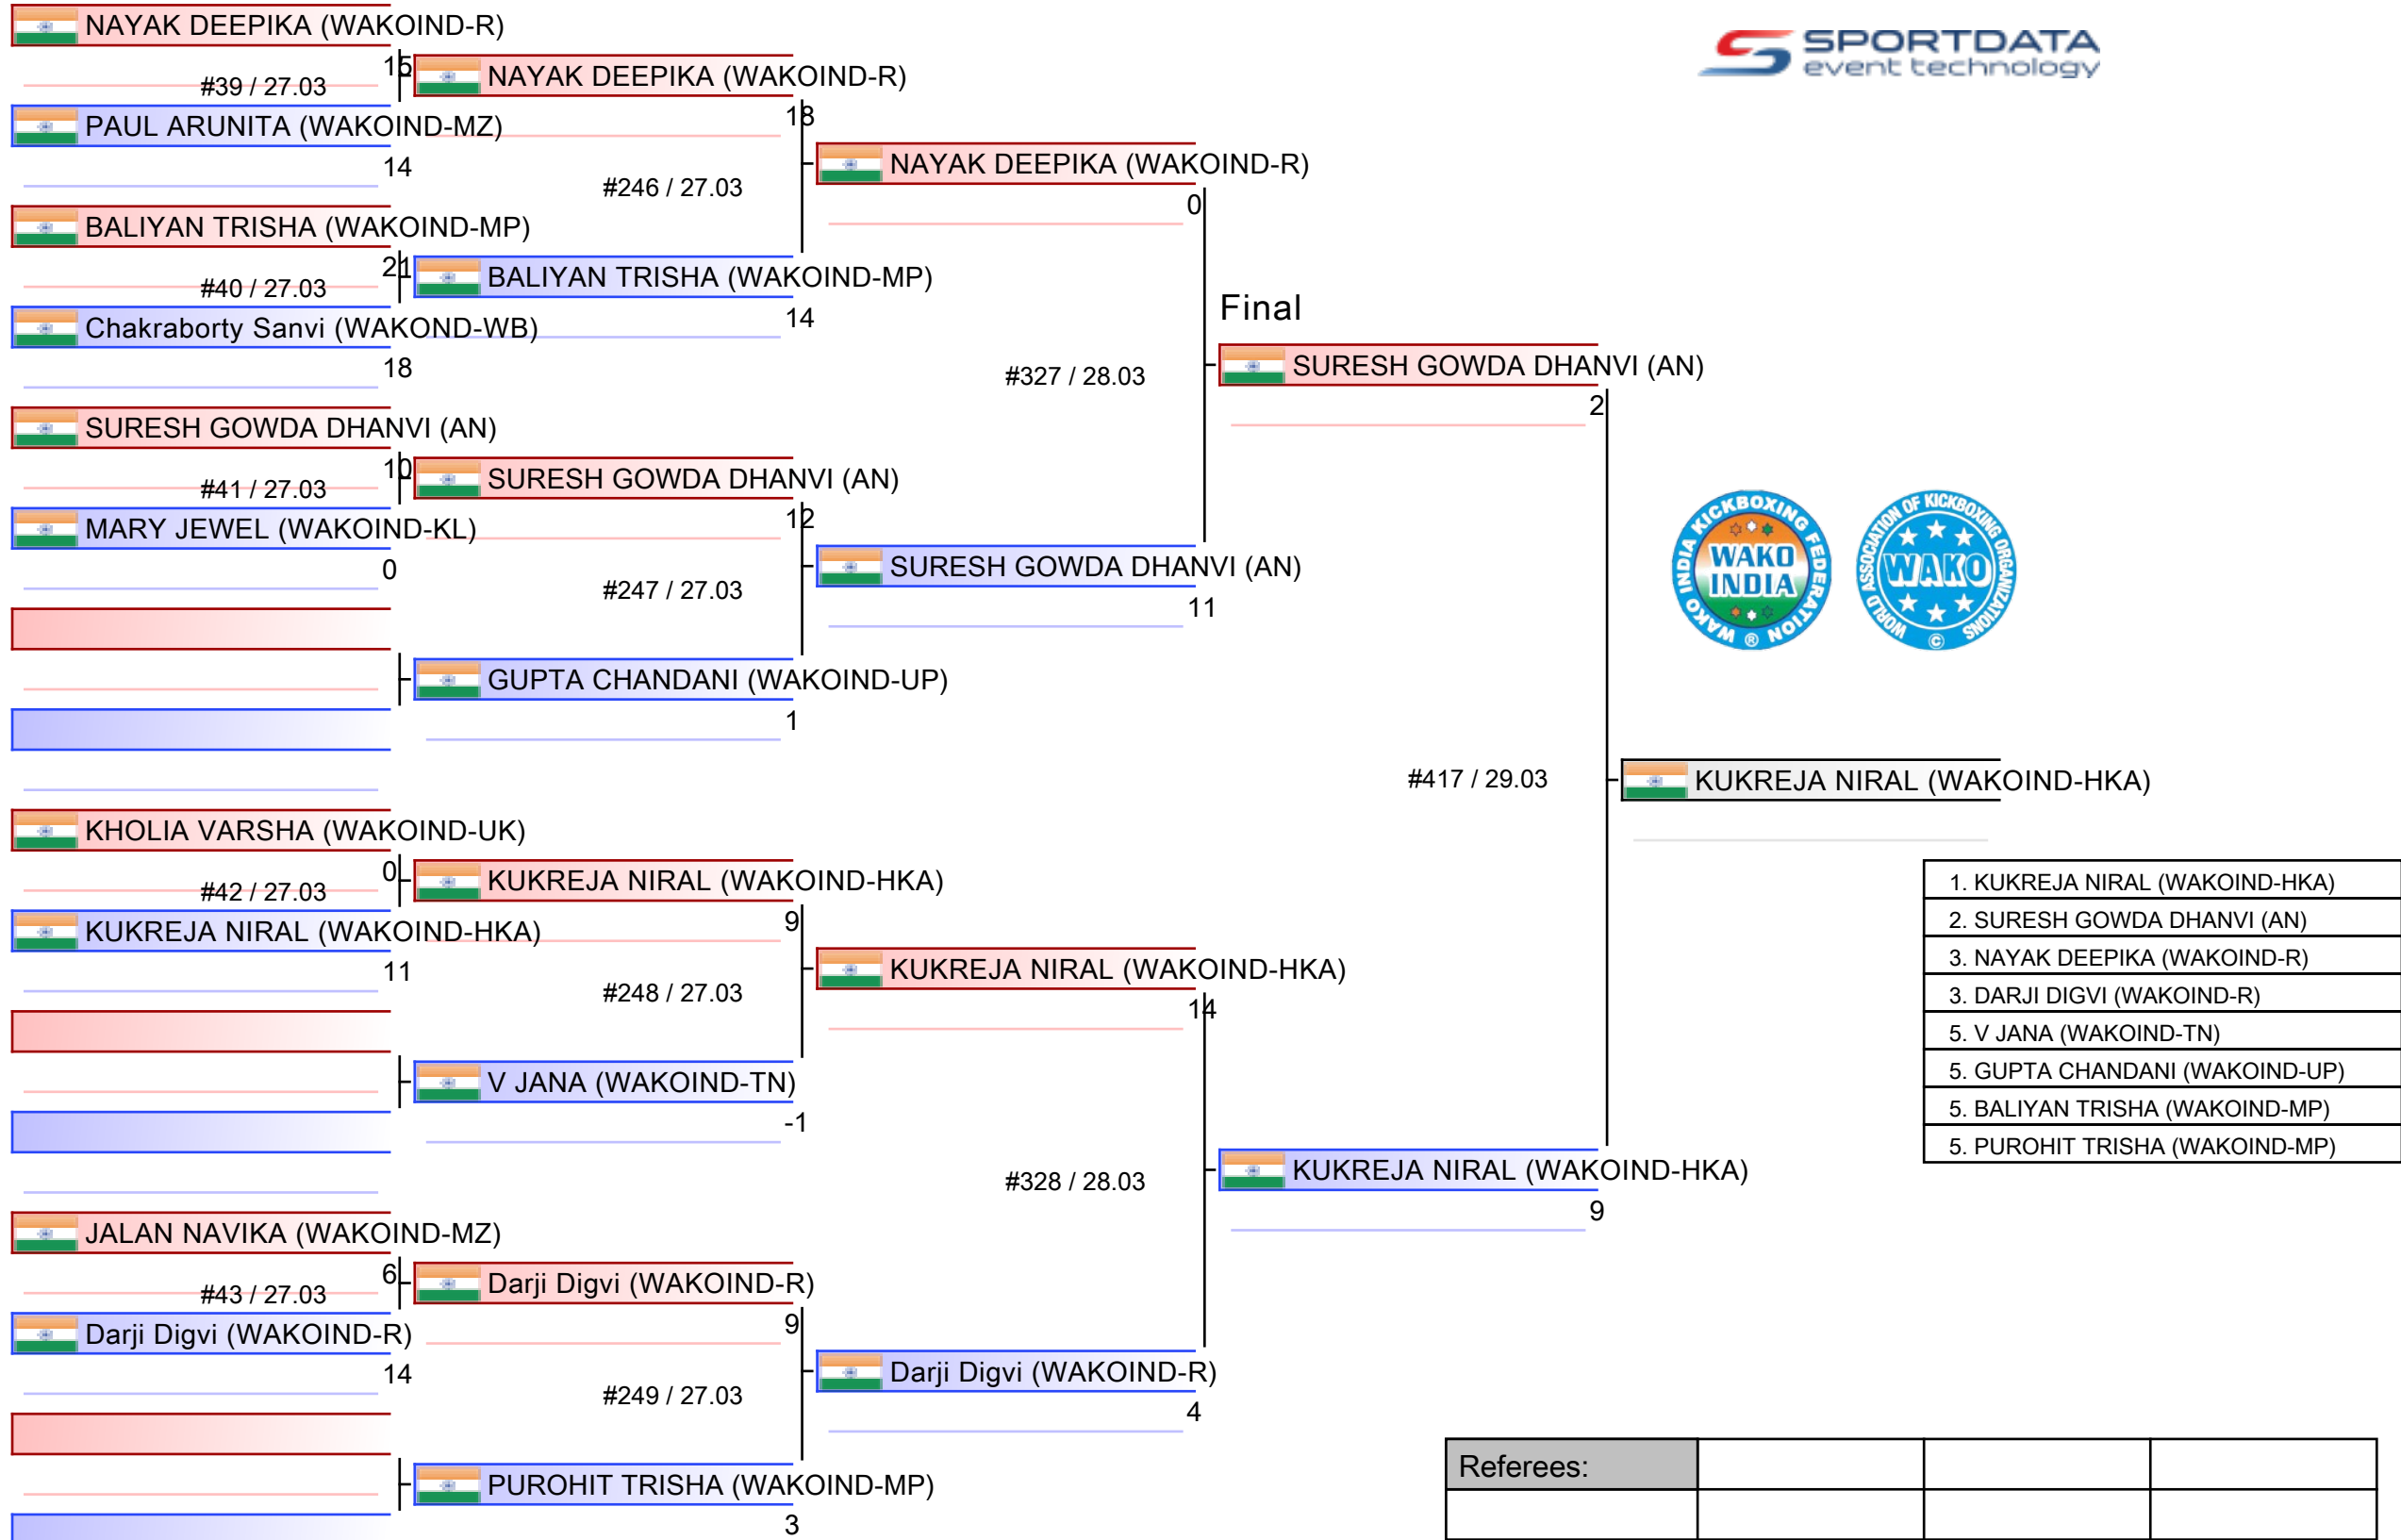 NAYAK DEEPIKA (WAKOIND-R)
15
#39 / 27.03
PAUL ARUNITA (WAKOIND-MZ)
14
BALIYAN TRISHA (WAKOIND-MP)
21
#40 / 27.03
Chakraborty Sanvi (WAKOND-WB)
18
SURESH GOWDA DHANVI (AN)
10
#41 / 27.03
MARY JEWEL (WAKOIND-KL)
0
KHOLIA VARSHA (WAKOIND-UK)
0
#42 / 27.03
KUKREJA NIRAL (WAKOIND-HKA)
11
JALAN NAVIKA (WAKOIND-MZ)
6
#43 / 27.03
Darji Digvi (WAKOIND-R)
14
NAYAK DEEPIKA (WAKOIND-R)
18
#246 / 27.03
BALIYAN TRISHA (WAKOIND-MP)
14
SURESH GOWDA DHANVI (AN)
12
#247 / 27.03
GUPTA CHANDANI (WAKOIND-UP)
1
KUKREJA NIRAL (WAKOIND-HKA)
9
#248 / 27.03
V JANA (WAKOIND-TN)
-1
Darji Digvi (WAKOIND-R)
9
#249 / 27.03
PUROHIT TRISHA (WAKOIND-MP)
3
NAYAK DEEPIKA (WAKOIND-R)
0
#327 / 28.03
SURESH GOWDA DHANVI (AN)
11
KUKREJA NIRAL (WAKOIND-HKA)
14
#328 / 28.03
Darji Digvi (WAKOIND-R)
4
Final
SURESH GOWDA DHANVI (AN)
2
#417 / 29.03
KUKREJA NIRAL (WAKOIND-HKA)
9
KUKREJA NIRAL (WAKOIND-HKA)
SPORTDATA
event technology
WAKO INDIA KICKBOXING FEDERATION
WAKO
INDIA
®
WORLD ASSOCIATION OF KICKBOXING ORGANIZATIONS
WAKO
©
1. KUKREJA NIRAL (WAKOIND-HKA)
2. SURESH GOWDA DHANVI (AN)
3. NAYAK DEEPIKA (WAKOIND-R)
3. DARJI DIGVI (WAKOIND-R)
5. V JANA (WAKOIND-TN)
5. GUPTA CHANDANI (WAKOIND-UP)
5. BALIYAN TRISHA (WAKOIND-MP)
5. PUROHIT TRISHA (WAKOIND-MP)
Referees: